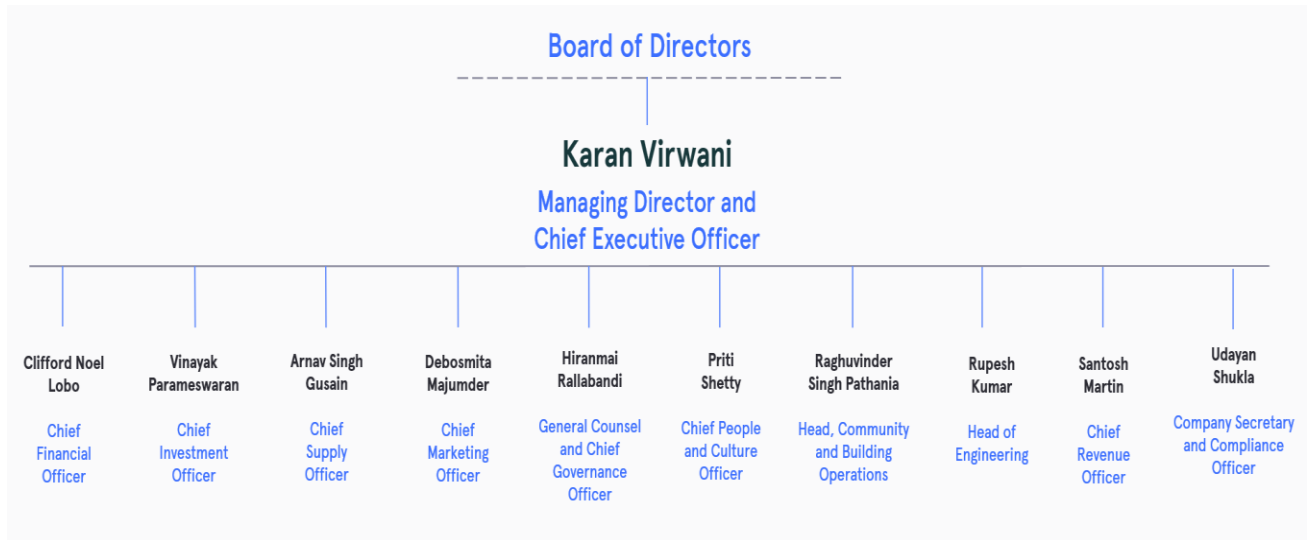 Board of Directors
Karan Virwani
Managing Director and
Chief Executive Officer
Clifford Noel
Lobo
Chief
Financial
Officer
Vinayak
Parameswaran
Chief
Investment
Officer
Arnav Singh
Gusain
Chief
Supply
Officer
Debosmita
Majumder
Chief
Marketing
Officer
Hiranmai
Rallabandi
General Counsel
and Chief
Governance
Officer
Priti
Shetty
Chief People
and Culture
Officer
Raghuvinder
Singh Pathania
Head, Community
and Building
Operations
Rupesh
Kumar
Head of
Engineering
Santosh
Martin
Chief
Revenue
Officer
Udayan
Shukla
Company Secretary
and Compliance
Officer